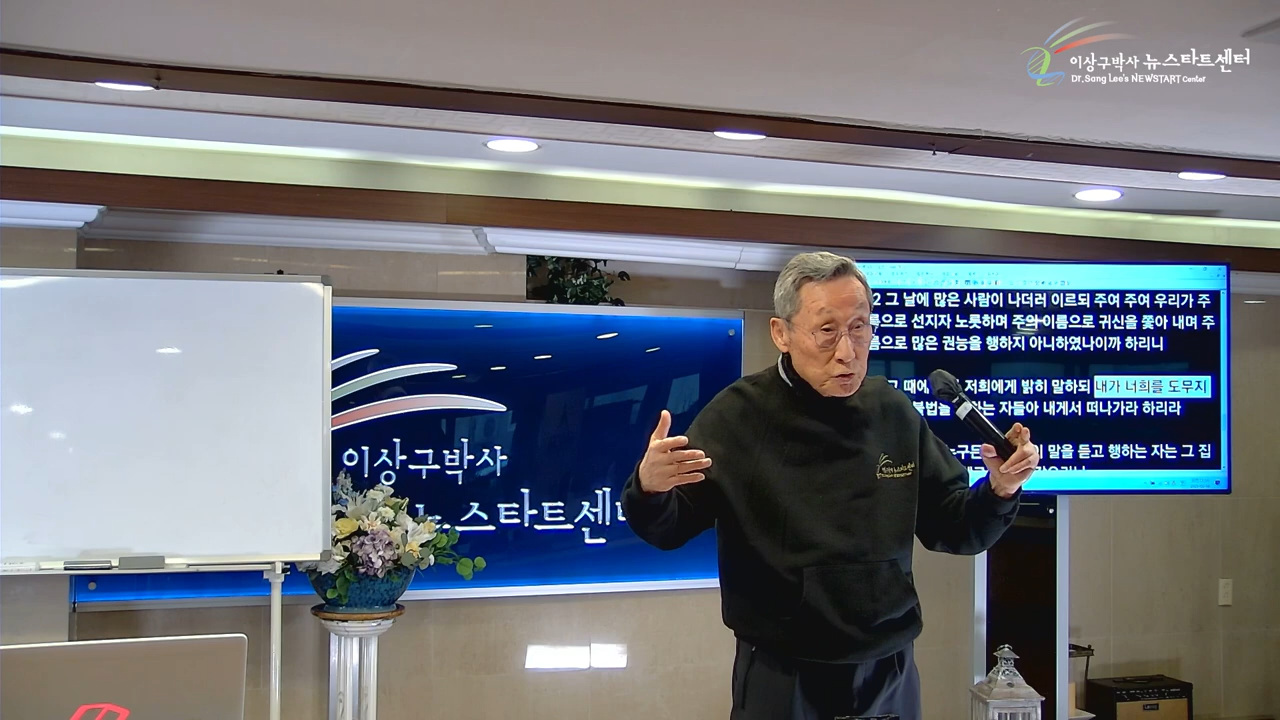 이상구박사 뉴스타트센터
Dr. Sang Lee's NEWSTART Center
2 그 날에 많은 사람이 나더러 이르되 주여 주여 우리가 주
으로 선지자 노릇하며 주의 이름으로 귀신을 쫓아 내며 주
름으로 많은 권능을 행하지 아니하였나이까 하리니
그 때에 저희에게 밝히 말하되 내가 너희를 도무지
불법을 는 자들아 내게서 떠나가라 하리라
말을 듣고 행하는 자는 그 집
이상구박사
뉴스타트센